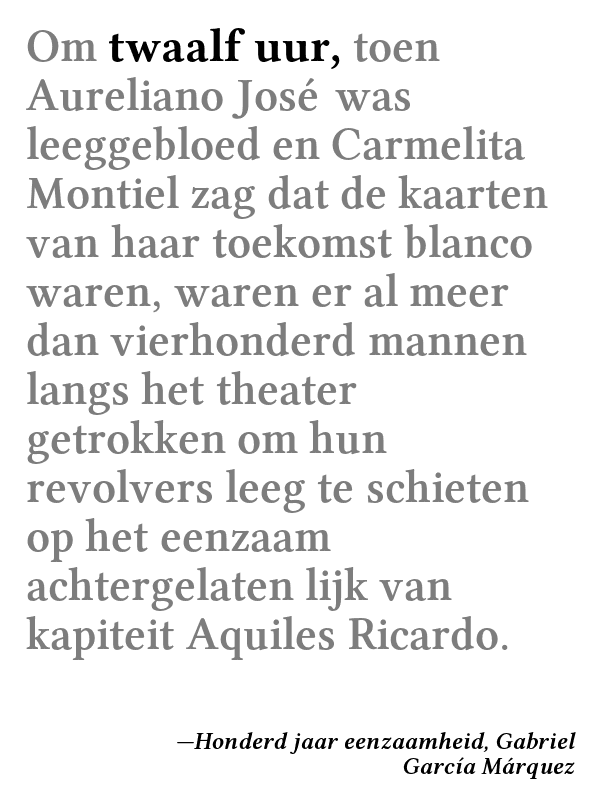 Om twaalf uur, toen
Aureliano José was
leeggebloed en Carmelita
Montiel zag dat de kaarten
van haar toekomst blanco
waren, waren er al meer
dan vierhonderd mannen
langs het theater
getrokken om hun
revolvers leeg te schieten
op het eenzaam
achtergelaten lijk van
kapiteit Aquiles Ricardo.
—Honderd jaar eenzaamheid, Gabriel
García Márquez